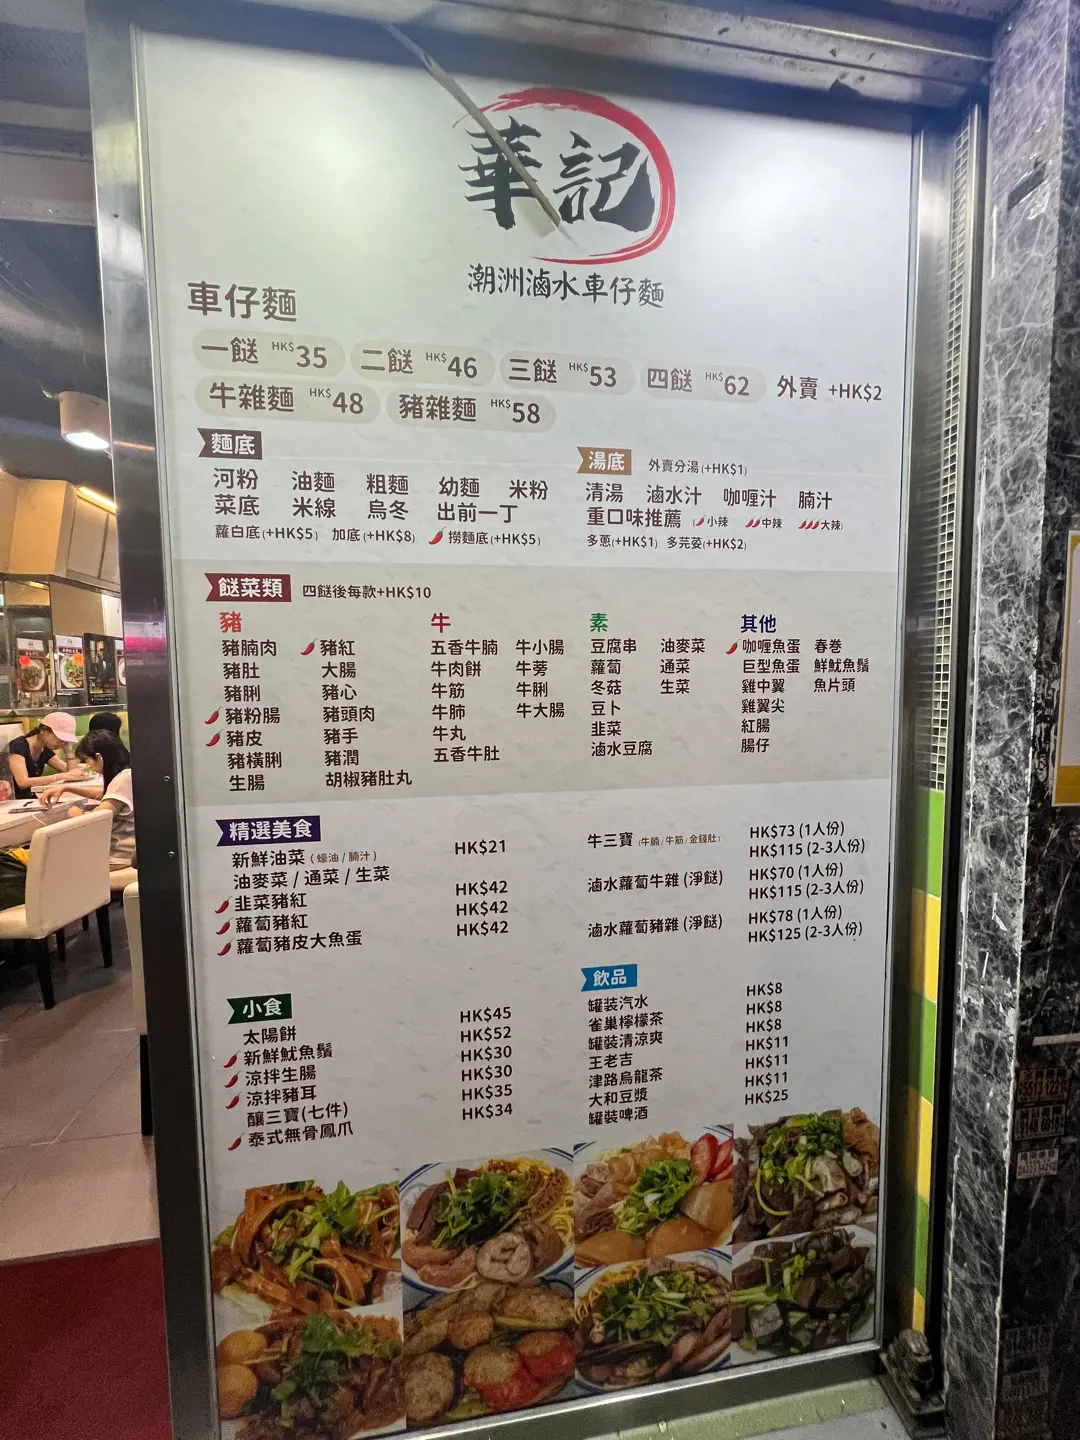 華記
潮洲滷水車仔麵
車仔麵
一餸 HK$35 二餸 HK$46 三餸 HK$53 四餸 HK$62 外賣 +HK$2
牛雜麵 HK$48 豬雜麵 HK$58
麵底
河粉 油麵 粗麵 幼麵 米粉
菜底 米線 烏冬 出前一丁
蘿白底(+HK$5) 加底(+HK$8) 撈麵底(+HK$5)
湯底 外賣分湯(+HK$1)
清湯 滷水汁 咖喱汁 腩汁
重口味推薦 (小辣 中辣 大辣)
多蔥(+HK$1) 多芫荽(+HK$2)
餸菜類 四餸後每款+HK$10
豬
豬腩肉 豬紅
豬肚 大腸
豬脷 豬心
豬粉腸 豬頭肉
豬皮 豬手
豬橫脷 豬潤
生腸 胡椒豬肚丸
牛
五香牛腩 牛小腸
牛肉餅 牛蒡
牛筋 牛脷
牛肺 牛大腸
牛丸
五香牛肚
素
豆腐串 油麥菜
蘿蔔 通菜
冬菇 生菜
豆卜
韭菜
滷水豆腐
其他
咖喱魚蛋 春巻
巨型魚蛋 鮮魷魚鬚
雞中翼 魚片頭
雞翼尖
紅腸
腸仔
精選美食
新鮮油菜 (蠔油/腩汁) HK$21
油麥菜 / 通菜 / 生菜
韭菜豬紅 HK$42
蘿蔔豬紅 HK$42
蘿蔔豬皮大魚蛋 HK$42
牛三寶 (牛腩/牛筋/金錢肚) HK$73 (1人份)
HK$115 (2-3人份)
滷水蘿蔔牛雜 (淨餸) HK$70 (1人份)
HK$115 (2-3人份)
滷水蘿蔔豬雜 (淨餸) HK$78 (1人份)
HK$125 (2-3人份)
小食
太陽餅 HK$45
新鮮魷魚鬚 HK$52
涼拌生腸 HK$30
涼拌豬耳 HK$30
釀三寶(七件) HK$35
泰式無骨鳳爪 HK$34
飲品
罐装汽水 HK$8
雀巢檸檬茶 HK$8
罐裝清涼爽 HK$8
王老吉 HK$11
津路烏龍茶 HK$11
大和豆漿 HK$11
罐裝啤酒 HK$25